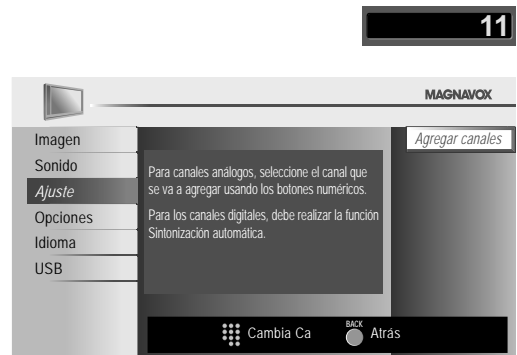 11
MAGNAVOX
Agregar canales
Imagen
Sonido
Ajuste
Opciones
Idioma
USB
Para canales análogos, seleccione el canal que
se va a agregar usando los botones numéricos.
Para los canales digitales, debe realizar la función
Sintonización automática.
Cambia Ca
BACK Atrás